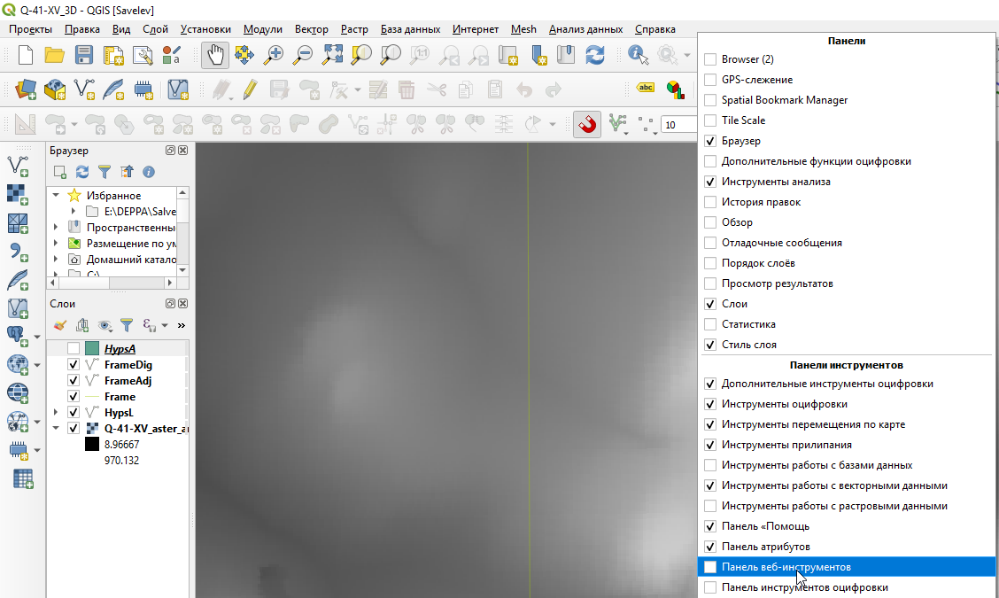 Q-41-XV_3D - QGIS [Savelev]
Проекты Правка Вид Слой Установки Модули Вектор Растр База данных Интернет Mesh Анализ данных Справка
1:1
abc
10
Браузер
Избранное
E:\DEPPA\Salve
Пространственны
Размещение по ум
Домашний катало
C:\
Слои
»
HypsA
FrameDig
FrameAdj
Frame
HypsL
Q-41-XV_aster_a
8.96667
970.132
Панели
Browser (2)
GPS-слежение
Spatial Bookmark Manager
Tile Scale
Браузер
Дополнительные функции оцифровки
Инструменты анализа
История правок
Обзор
Отладочные сообщения
Порядок слоёв
Просмотр результатов
Слои
Статистика
Стиль слоя
Панели инструментов
Дополнительные инструменты оцифровки
Инструменты оцифровки
Инструменты перемещения по карте
Инструменты прилипания
Инструменты работы с базами данных
Инструменты работы с векторными данными
Инструменты работы с растровыми данными
Панель «Помощь
Панель атрибутов
Панель веб-инструментов
Панель инструментов оцифровки